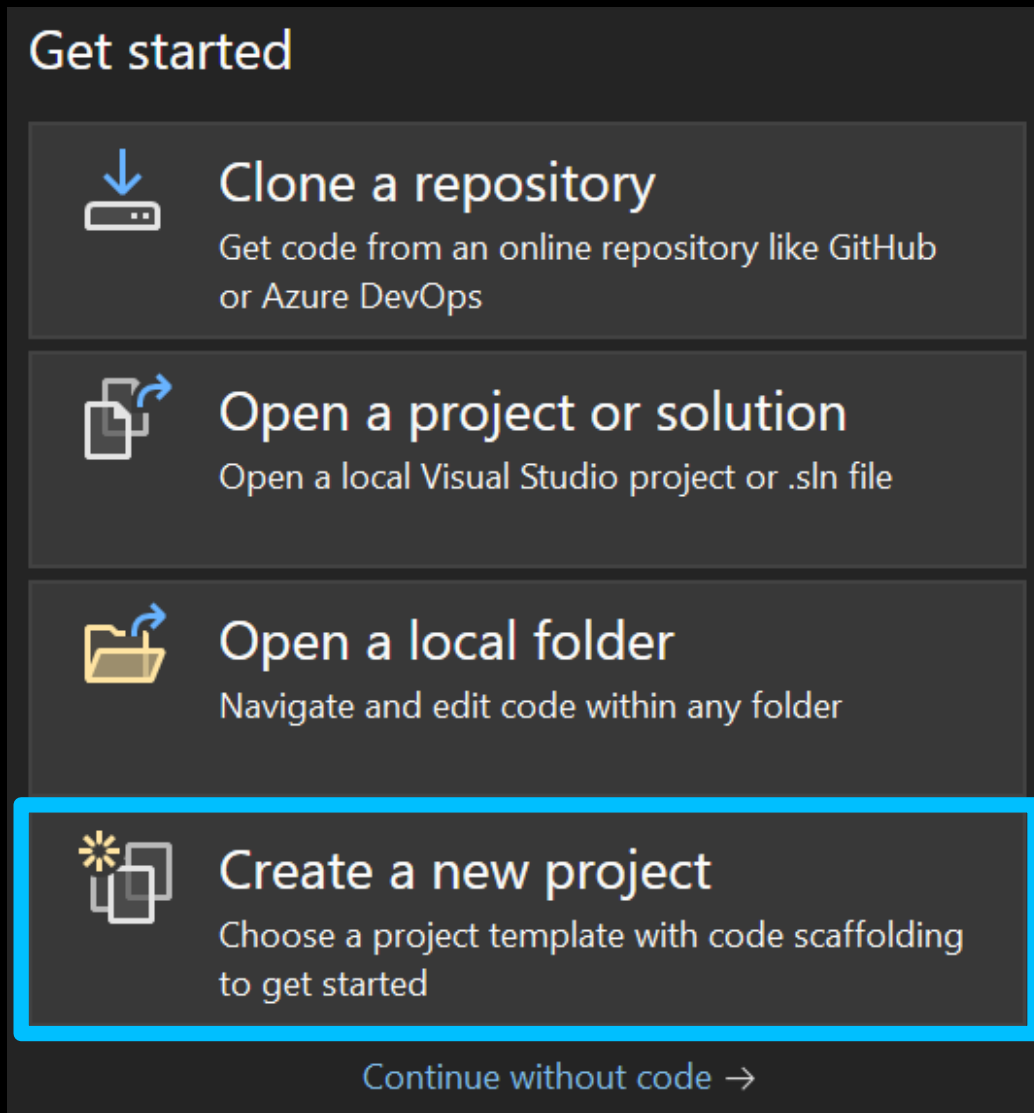 Get started
Clone a repository
Get code from an online repository like GitHub
or Azure DevOps
Open a project or solution
Open a local Visual Studio project or .sln file
Open a local folder
Navigate and edit code within any folder
Create a new project
Choose a project template with code scaffolding
to get started
Continue without code →